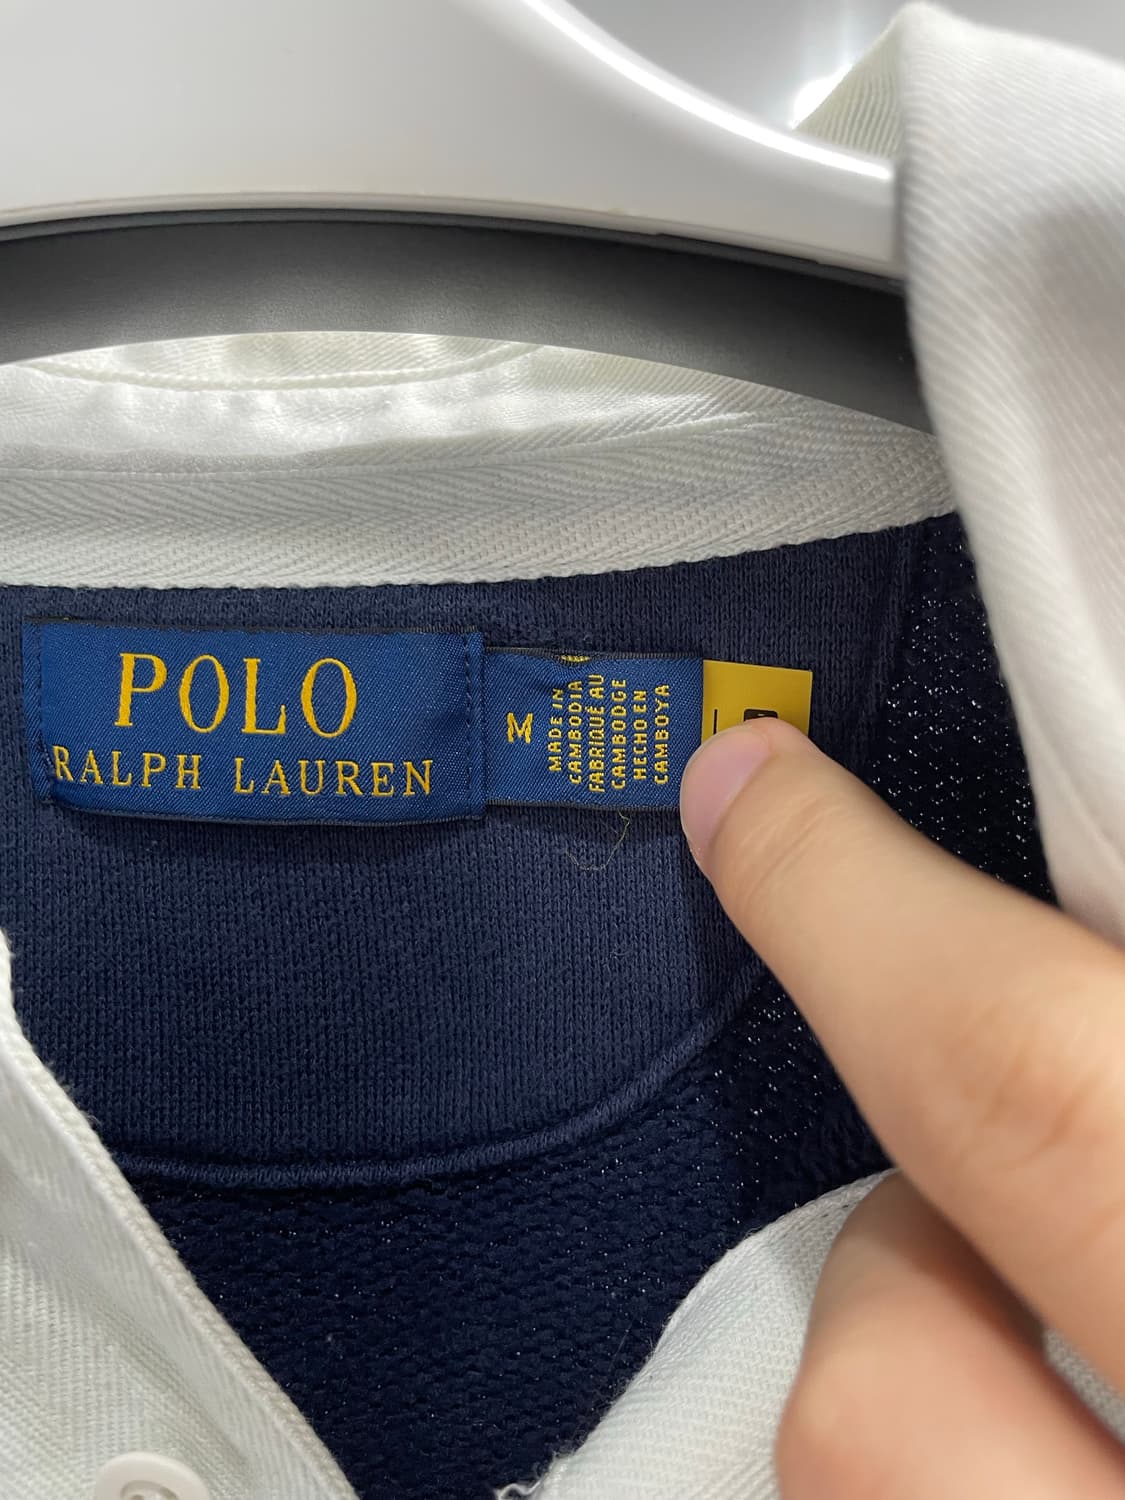 POLO
RALPH LAUREN
M
MADE IN
CAMBODIA
FABRIQUÉ AU
CAMBODGE
HECHO EN
CAMBOYA